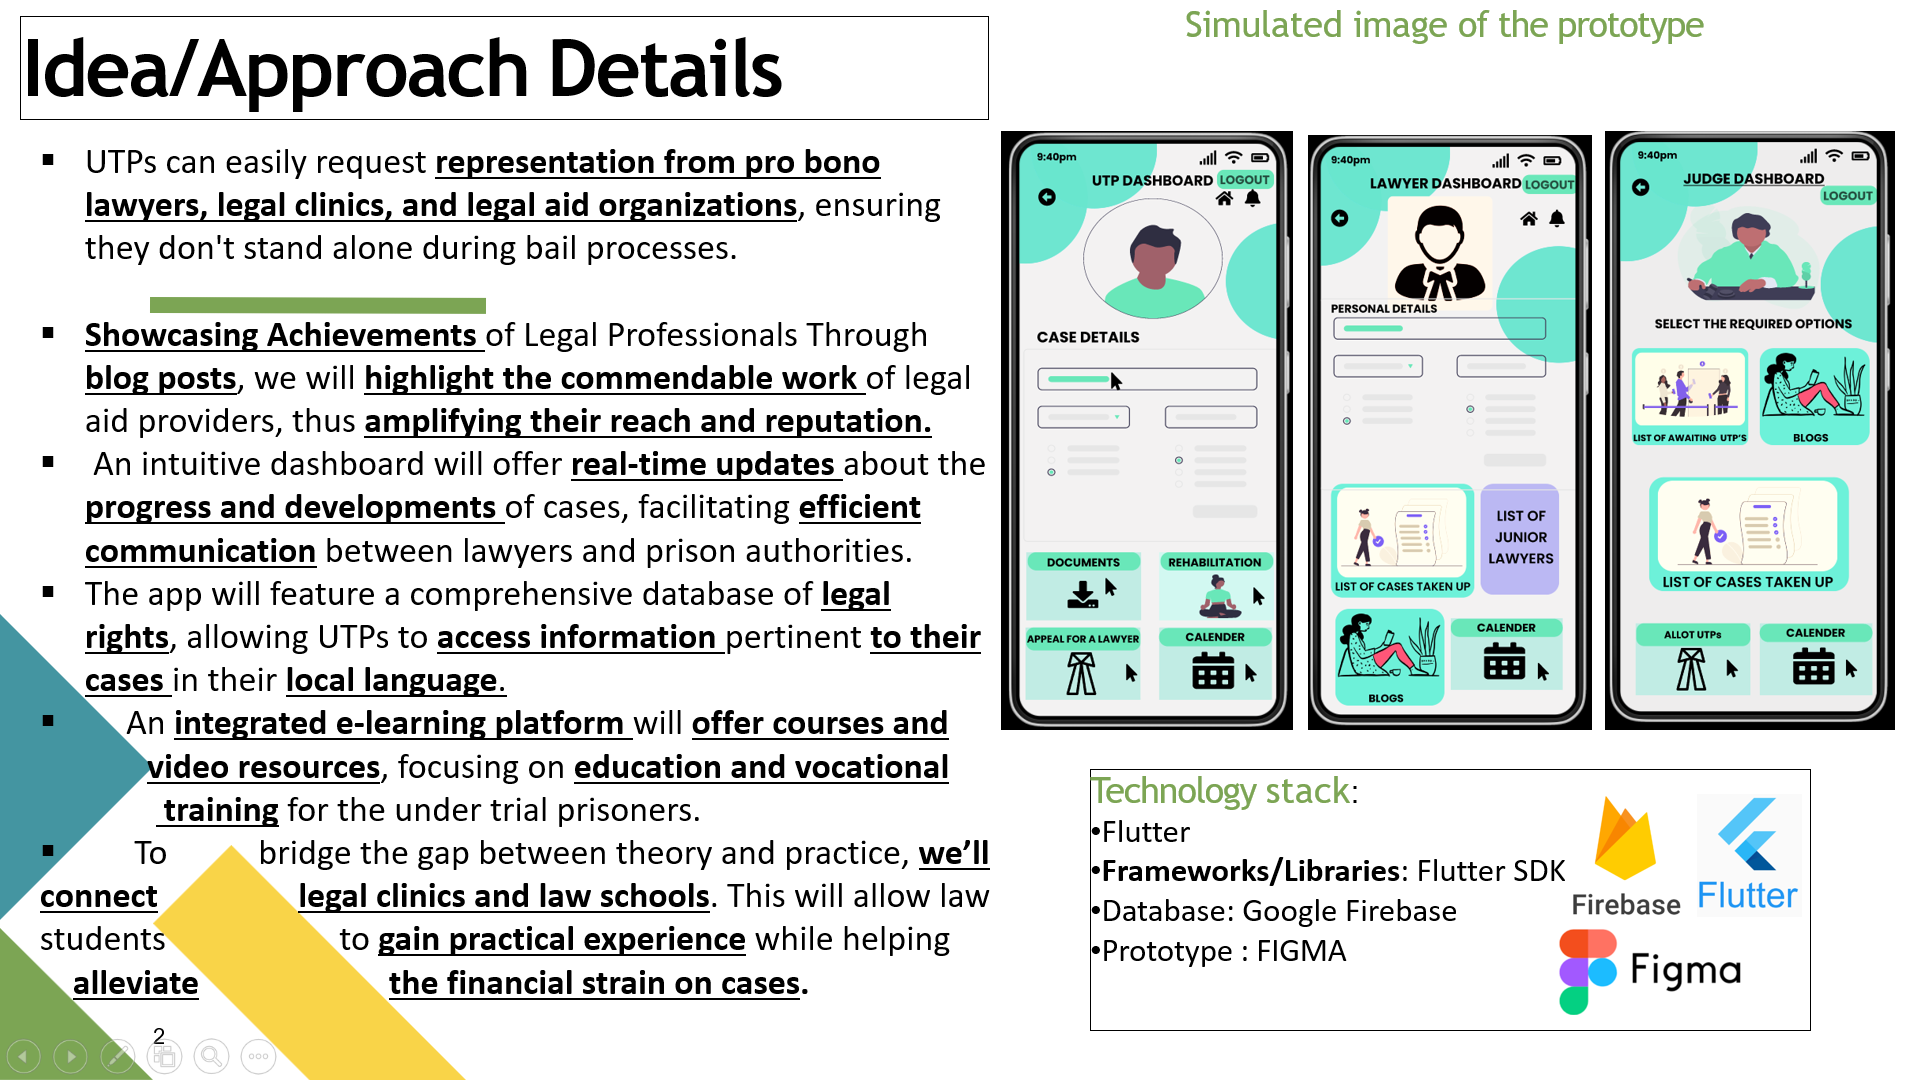 Idea/Approach Details
▪ UTPs can easily request representation from pro bono
lawyers, legal clinics, and legal aid organizations, ensuring
they don't stand alone during bail processes.
▪ Showcasing Achievements of Legal Professionals Through
blog posts, we will highlight the commendable work of legal
aid providers, thus amplifying their reach and reputation.
▪ An intuitive dashboard will offer real-time updates about the
progress and developments of cases, facilitating efficient
communication between lawyers and prison authorities.
▪ The app will feature a comprehensive database of legal
rights, allowing UTPs to access information pertinent to their
cases in their local language.
▪ An integrated e-learning platform will offer courses and
video resources, focusing on education and vocational
training for the under trial prisoners.
▪ To bridge the gap between theory and practice, we’ll
connect legal clinics and law schools. This will allow law
students to gain practical experience while helping
alleviate the financial strain on cases.
2
Simulated image of the prototype
9:40pm
UTP DASHBOARD LOGOUT
CASE DETAILS
DOCUMENTS
REHABILITATION
APPEAL FOR A LAWYER
CALENDER
9:40pm
LAWYER DASHBOARD LOGOUT
PERSONAL DETAILS
LIST OF CASES TAKEN UP
LIST OF
JUNIOR
LAWYERS
BLOGS
CALENDER
9:40pm
JUDGE DASHBOARD
LOGOUT
SELECT THE REQUIRED OPTIONS
LIST OF AWAITING UTP'S
BLOGS
LIST OF CASES TAKEN UP
ALLOT UTPs
CALENDER
Technology stack:
•Flutter
•Frameworks/Libraries: Flutter SDK
•Database: Google Firebase
•Prototype : FIGMA
Firebase
Flutter
Figma